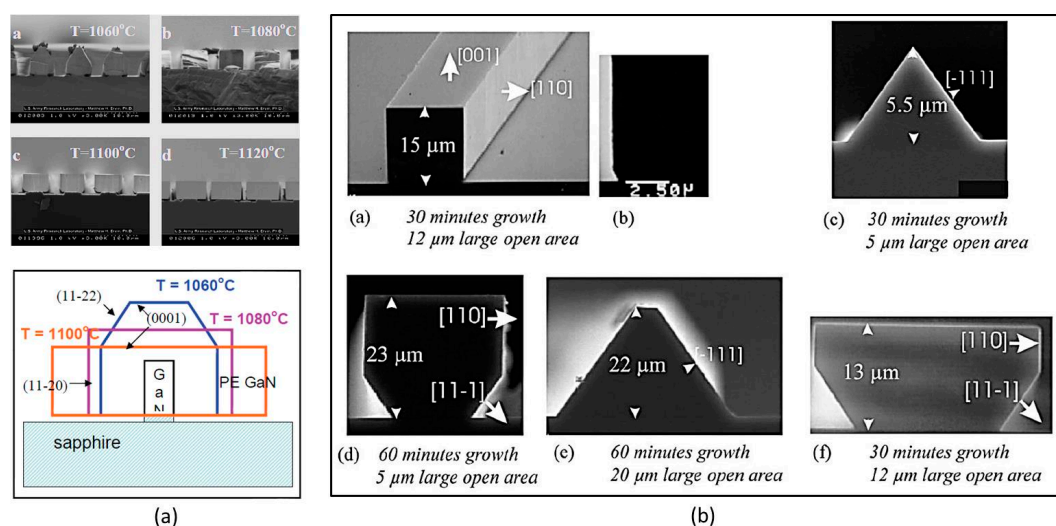 a
T=1060°C
b
T=1080°C
c
T=1100°C
d
T=1120°C
T = 1060°C
(11-22)
(0001)
T = 1080°C
T = 1100°C
(11-20)
G
a
N
PE GaN
sapphire
(a)
[001]
[110]
15 µm
2.50µm
[-111]
5.5 µm
(a)
30 minutes growth
12 µm large open area
(b)
(c)
30 minutes growth
5 µm large open area
[110]
23 µm
[11-1]
[-111]
22 µm
[110]
13 µm
[11-1]
(d)
60 minutes growth
5 µm large open area
(e)
60 minutes growth
20 µm large open area
(f)
30 minutes growth
12 µm large open area
(b)